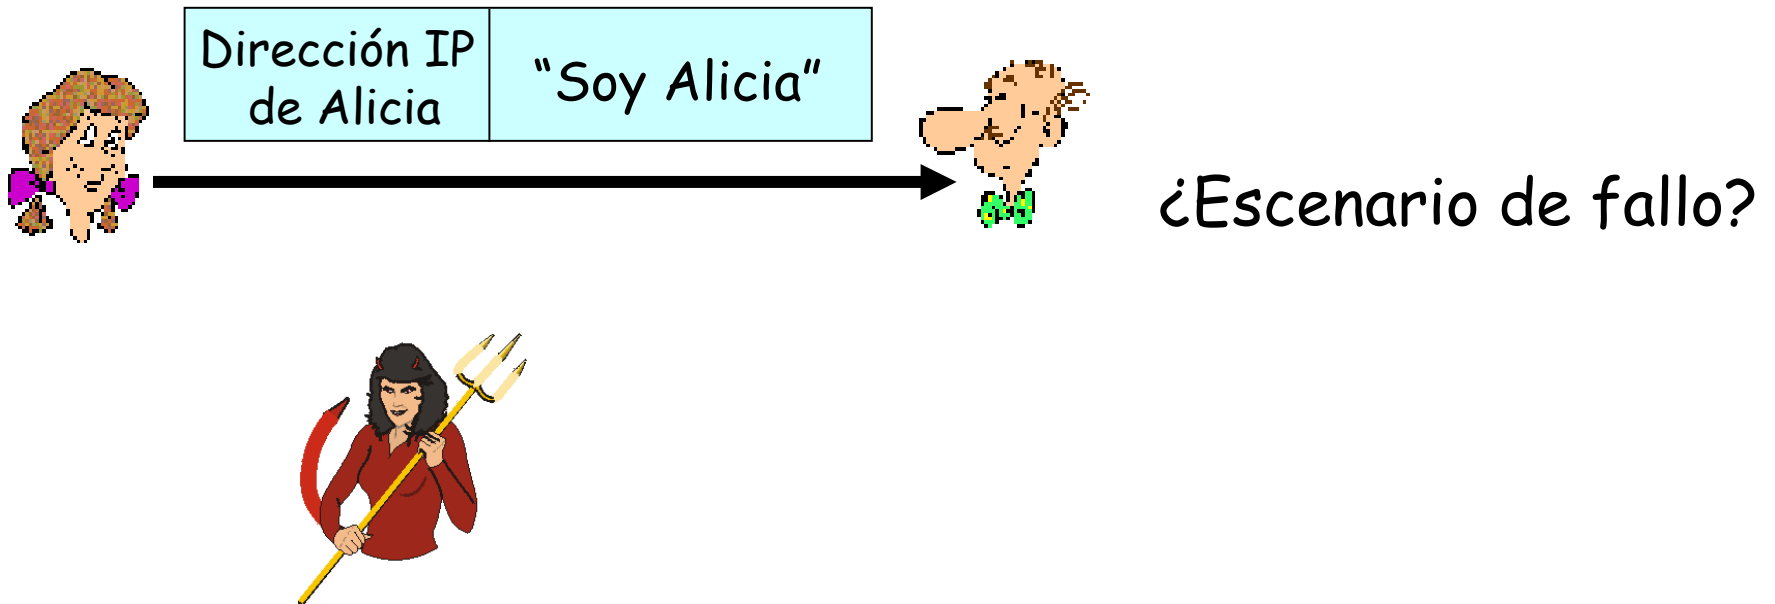 Dirección IP
de Alicia
“Soy Alicia”
¿Escenario de fallo?